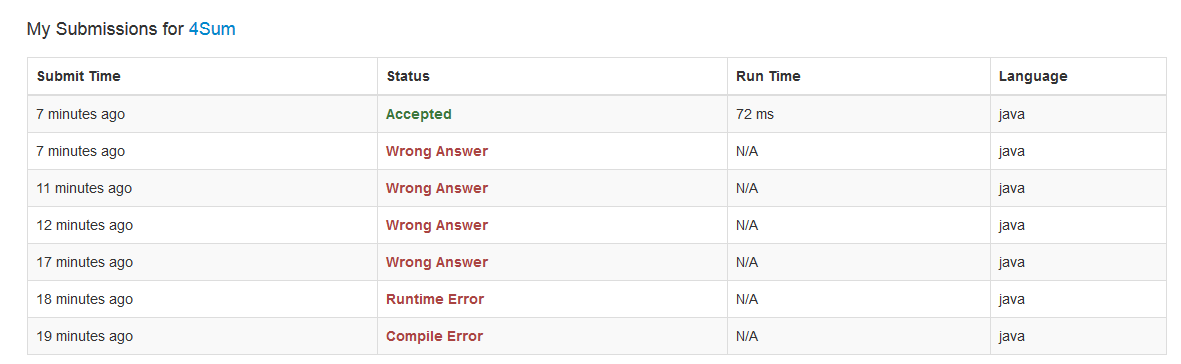 My Submissions for 4Sum
Submit Time Status Run Time Language
7 minutes ago Accepted 72 ms java
7 minutes ago Wrong Answer N/A java
11 minutes ago Wrong Answer N/A java
12 minutes ago Wrong Answer N/A java
17 minutes ago Wrong Answer N/A java
18 minutes ago Runtime Error N/A java
19 minutes ago Compile Error N/A java